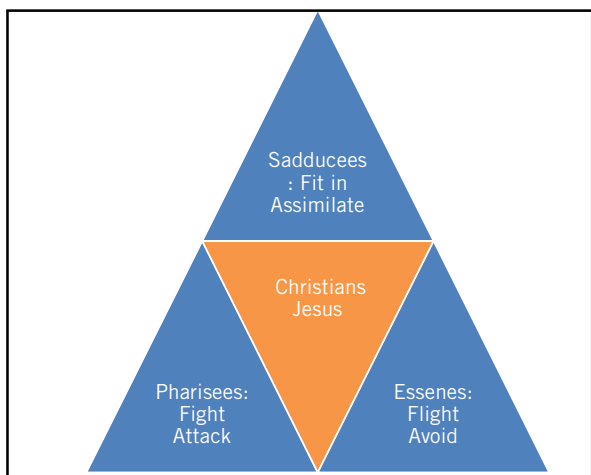 Sadducees
: Fit in
Assimilate
Christians
Jesus
Pharisees:
Fight
Attack
Essenes:
Flight
Avoid